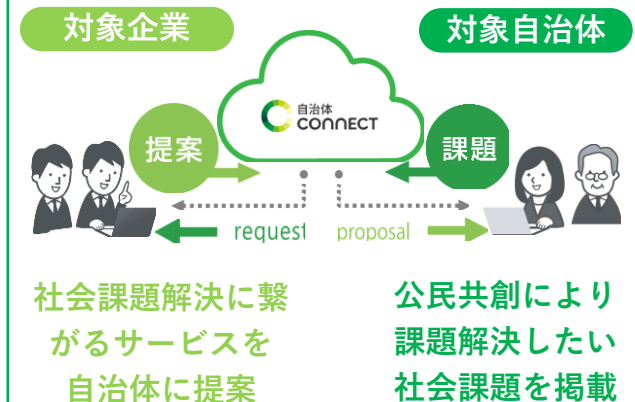 対象企業
対象自治体
自治体
CONNECT
提案
課題
request
proposal
社会課題解決に繋
がるサービスを
自治体に提案
公民共創により
課題解決したい
社会課題を掲載